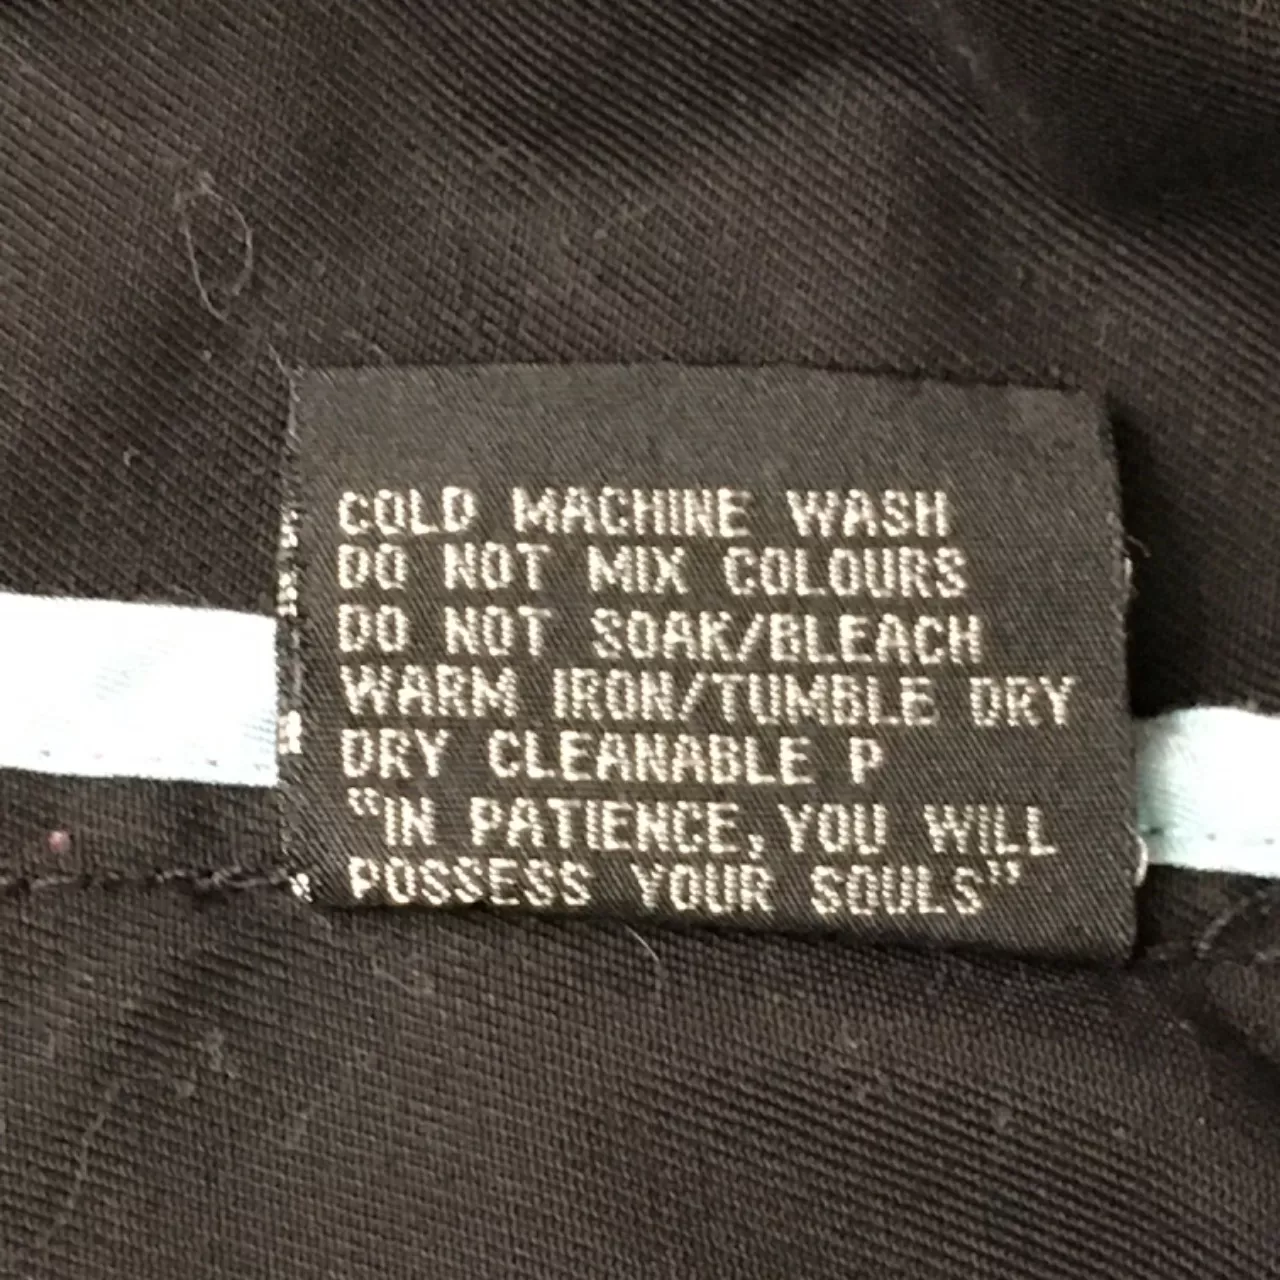 COLD MACHINE WASH
DO NOT MIX COLOURS
DO NOT SOAK/BLEACH
WARM IRON/TUMBLE DRY
DRY CLEANABLE P
"IN PATIENCE, YOU WILL
POSSESS YOUR SOULS"